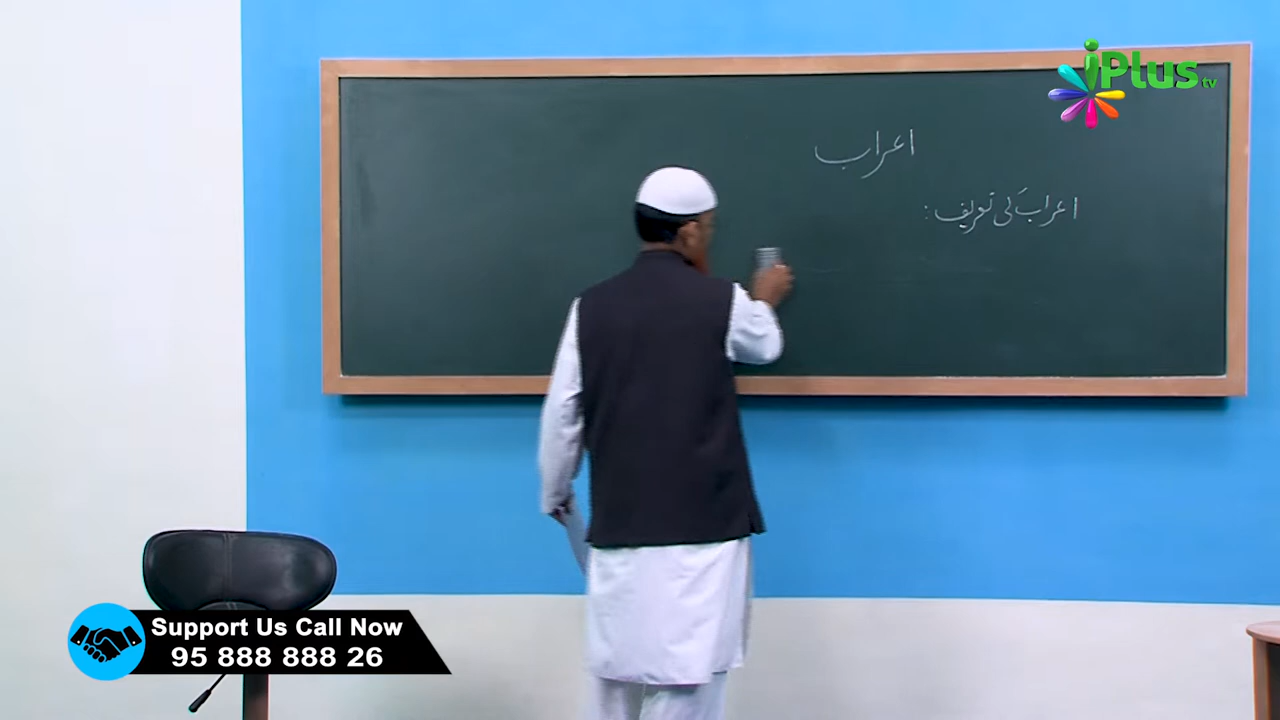 iPlus tv
اعراب
اعراب کی تعریف :
Support Us Call Now
95 888 888 26